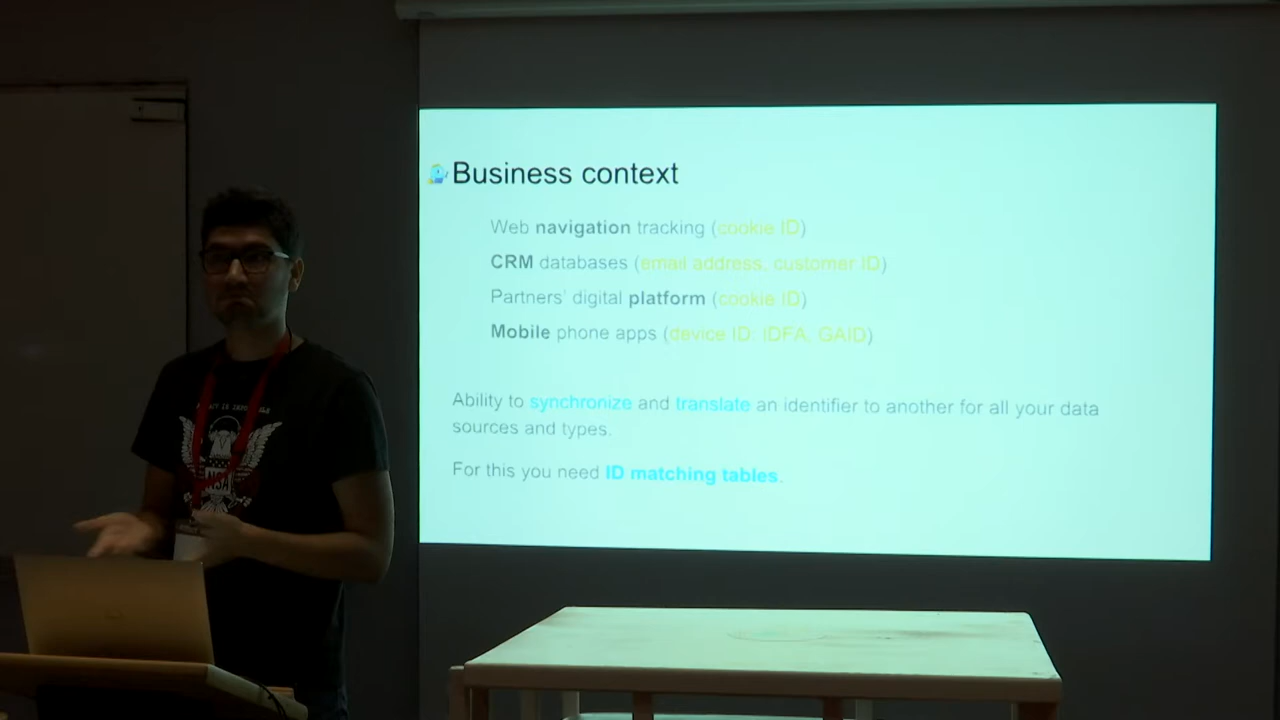 Business context
Web navigation tracking (cookie ID)
CRM databases (email address, customer ID)
Partners' digital platform (cookie ID)
Mobile phone apps (device ID: IDFA, GAID)
Ability to synchronize and translate an identifier to another for all your data
sources and types.
For this you need ID matching tables.
NSA